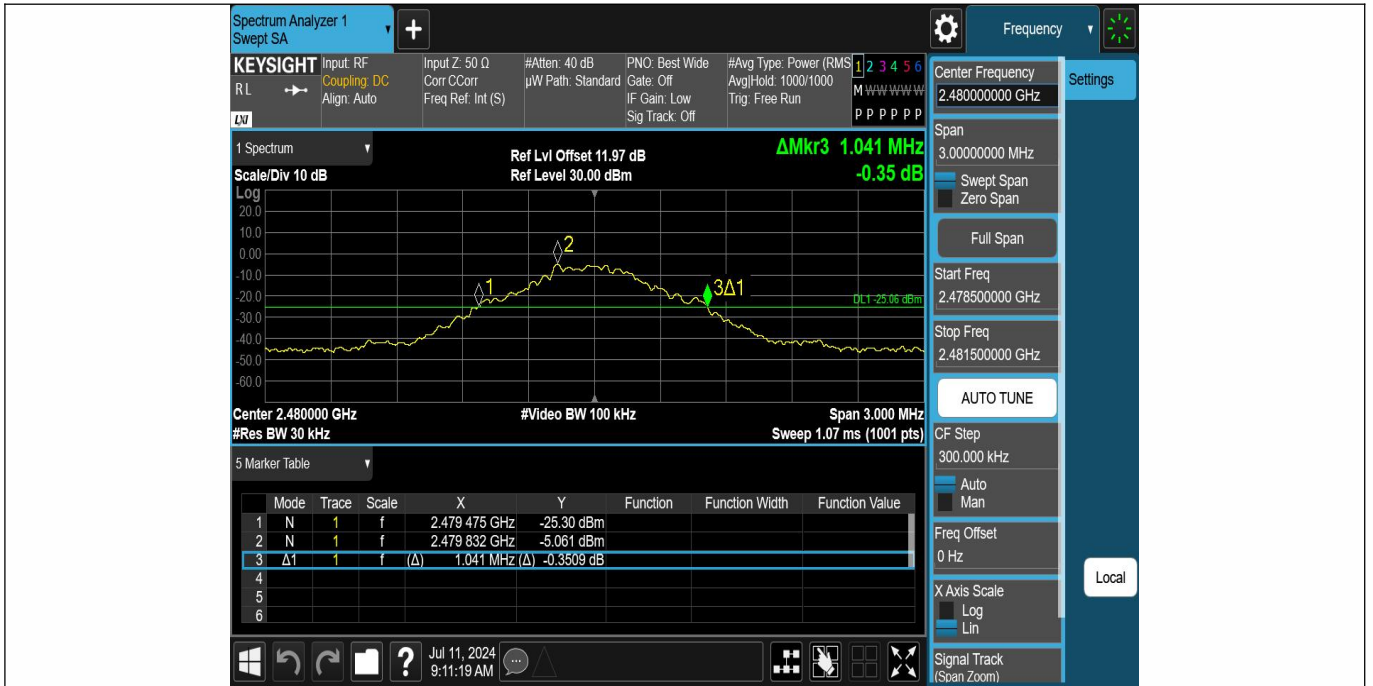 Spectrum Analyzer 1
Swept SA
+
Frequency
KEYSIGHT
RL
LXI
Input: RF
Coupling: DC
Align: Auto
Input Z: 50 Ω
Corr CCorr
Freq Ref: Int (S)
#Atten: 40 dB
µW Path: Standard
PNO: Best Wide
Gate: Off
IF Gain: Low
Sig Track: Off
#Avg Type: Power (RMS
Avg|Hold: 1000/1000
Trig: Free Run
1 2 3 4 5 6
M W W W W W
P P P P P P
1 Spectrum
Scale/Div 10 dB
Ref Lvl Offset 11.97 dB
Ref Level 30.00 dBm
ΔMkr3 1.041 MHz
-0.35 dB
Log
20.0
10.0
0.00
-10.0
-20.0
-30.0
-40.0
-50.0
-60.0
1
2
3Δ1
DL1 -25.06 dBm
Center 2.480000 GHz
#Res BW 30 kHz
#Video BW 100 kHz
Span 3.000 MHz
Sweep 1.07 ms (1001 pts)
5 Marker Table
Mode Trace Scale X Y Function Function Width Function Value
1 N 1 f 2.479 475 GHz -25.30 dBm
2 N 1 f 2.479 832 GHz -5.061 dBm
3 Δ1 1 f (Δ) 1.041 MHz (Δ) -0.3509 dB
4
5
6
?
Jul 11, 2024
9:11:19 AM
Center Frequency
2.480000000 GHz
Settings
Span
3.00000000 MHz
Swept Span
Zero Span
Full Span
Start Freq
2.478500000 GHz
Stop Freq
2.481500000 GHz
AUTO TUNE
CF Step
300.000 kHz
Auto
Man
Freq Offset
0 Hz
X Axis Scale
Log
Lin
Local
Signal Track
(Span Zoom)